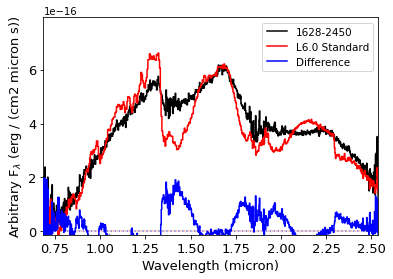 1e−16
1628-2450
L6.0 Standard
Difference
Arbitrary Fλ (erg / (cm2 micron s))
6
4
2
0
0.75 1.00 1.25 1.50 1.75 2.00 2.25 2.50
Wavelength (micron)